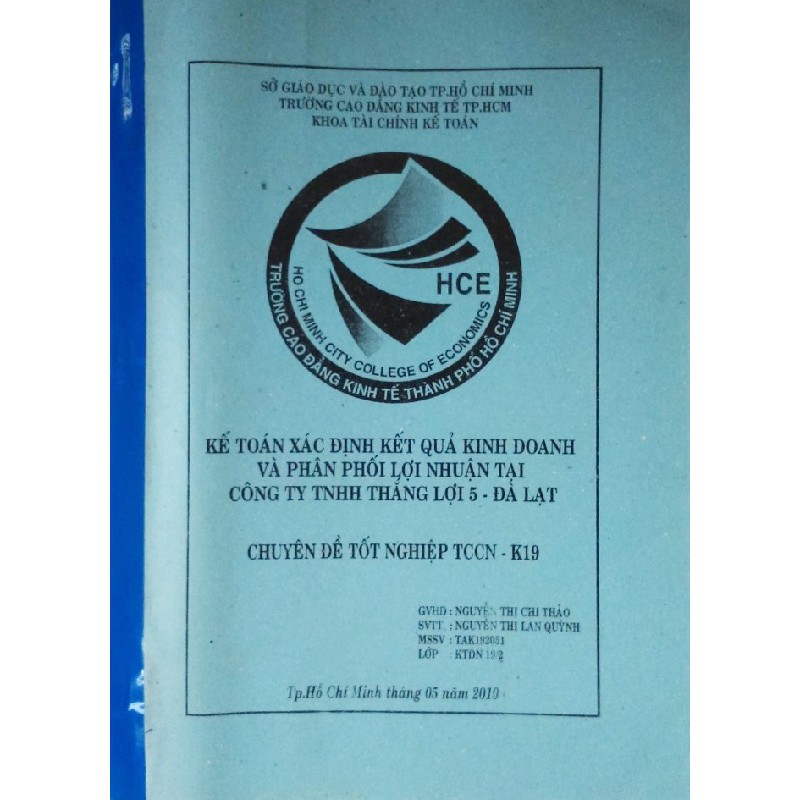 SỞ GIÁO DỤC VÀ ĐÀO TẠO TP.HỒ CHÍ MINH
TRƯỜNG CAO ĐẲNG KINH TẾ TP.HCM
KHOA TÀI CHÍNH KẾ TOÁN
HCE
HO CHI MINH CITY COLLEGE OF ECONOMICS
TRƯỜNG CAO ĐẲNG KINH TẾ THÀNH PHỐ HỒ CHÍ MINH
KẾ TOÁN XÁC ĐỊNH KẾT QUẢ KINH DOANH
VÀ PHÂN PHỐI LỢI NHUẬN TẠI
CÔNG TY TNHH THẮNG LỢI 5 - ĐÀ LẠT
CHUYÊN ĐỀ TỐT NGHIỆP TCCN - K19
GVHD : NGUYỄN THỊ CHI THẢO
SVTT : NGUYỄN THỊ LAN QUỲNH
MSSV : TAK192051
LỚP : KTDN 19/2
Tp.Hồ Chí Minh tháng 05 năm 2010